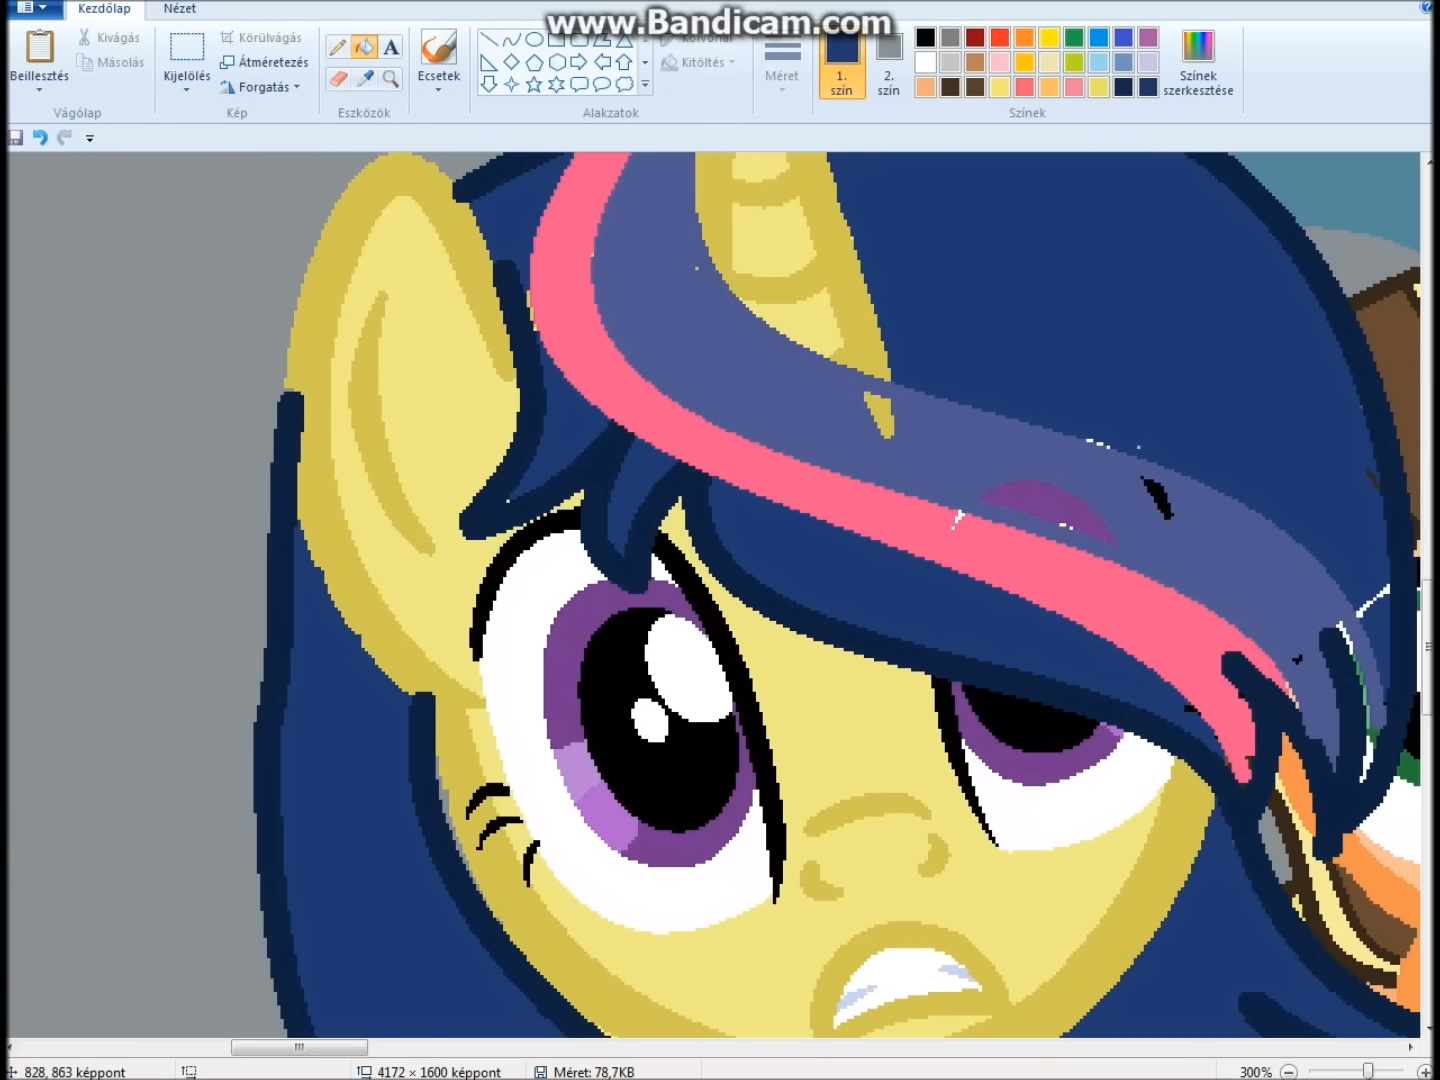 Kezdőlap Nézet
www.Bandicam.com
Beillesztés
Kivágás
Másolás
Vágólap
Kijelölés
Körülvágás
Átméretezés
Forgatás
Kép
A
Eszközök
Ecsetek
Alakzatok
Körvonal
Kitöltés
Méret
1.
szín
2.
szín
Színek
Színek
szerkesztése
828, 863 képpont
4172 × 1600 képpont
Méret: 78,7KB
300%